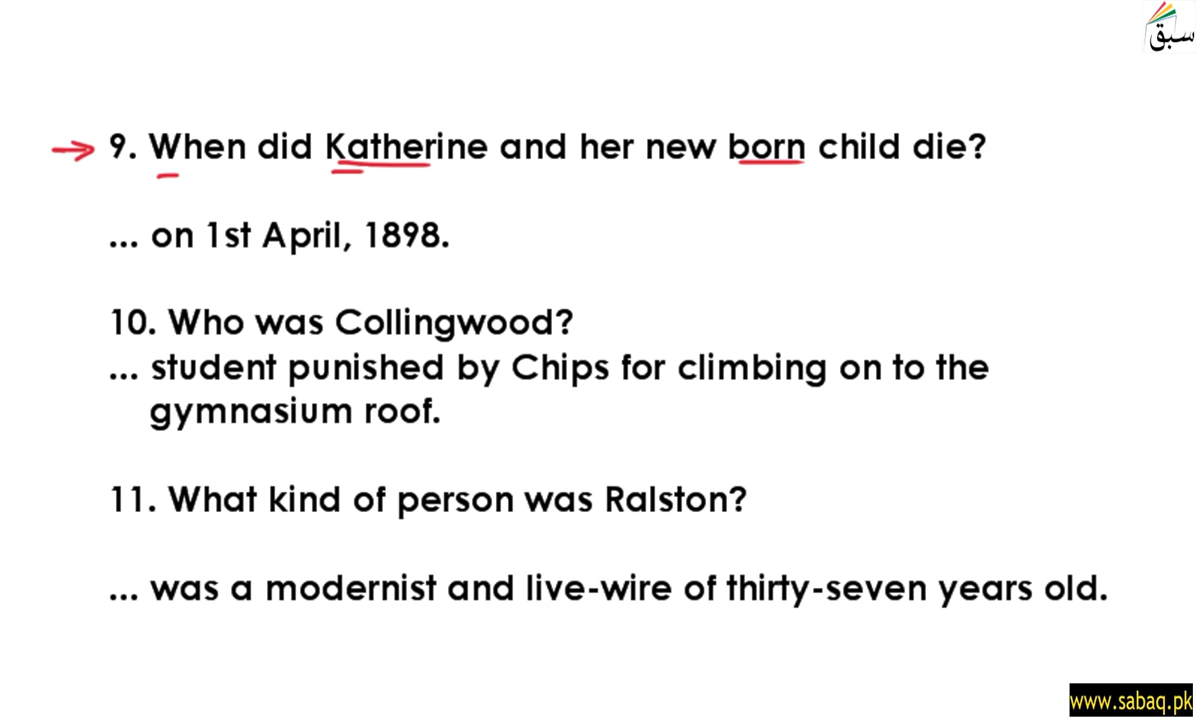 سبق
9. When did Katherine and her new born child die?
... on 1st April, 1898.
10. Who was Collingwood?
... student punished by Chips for climbing on to the
gymnasium roof.
11. What kind of person was Ralston?
... was a modernist and live-wire of thirty-seven years old.
www.sabaq.pk